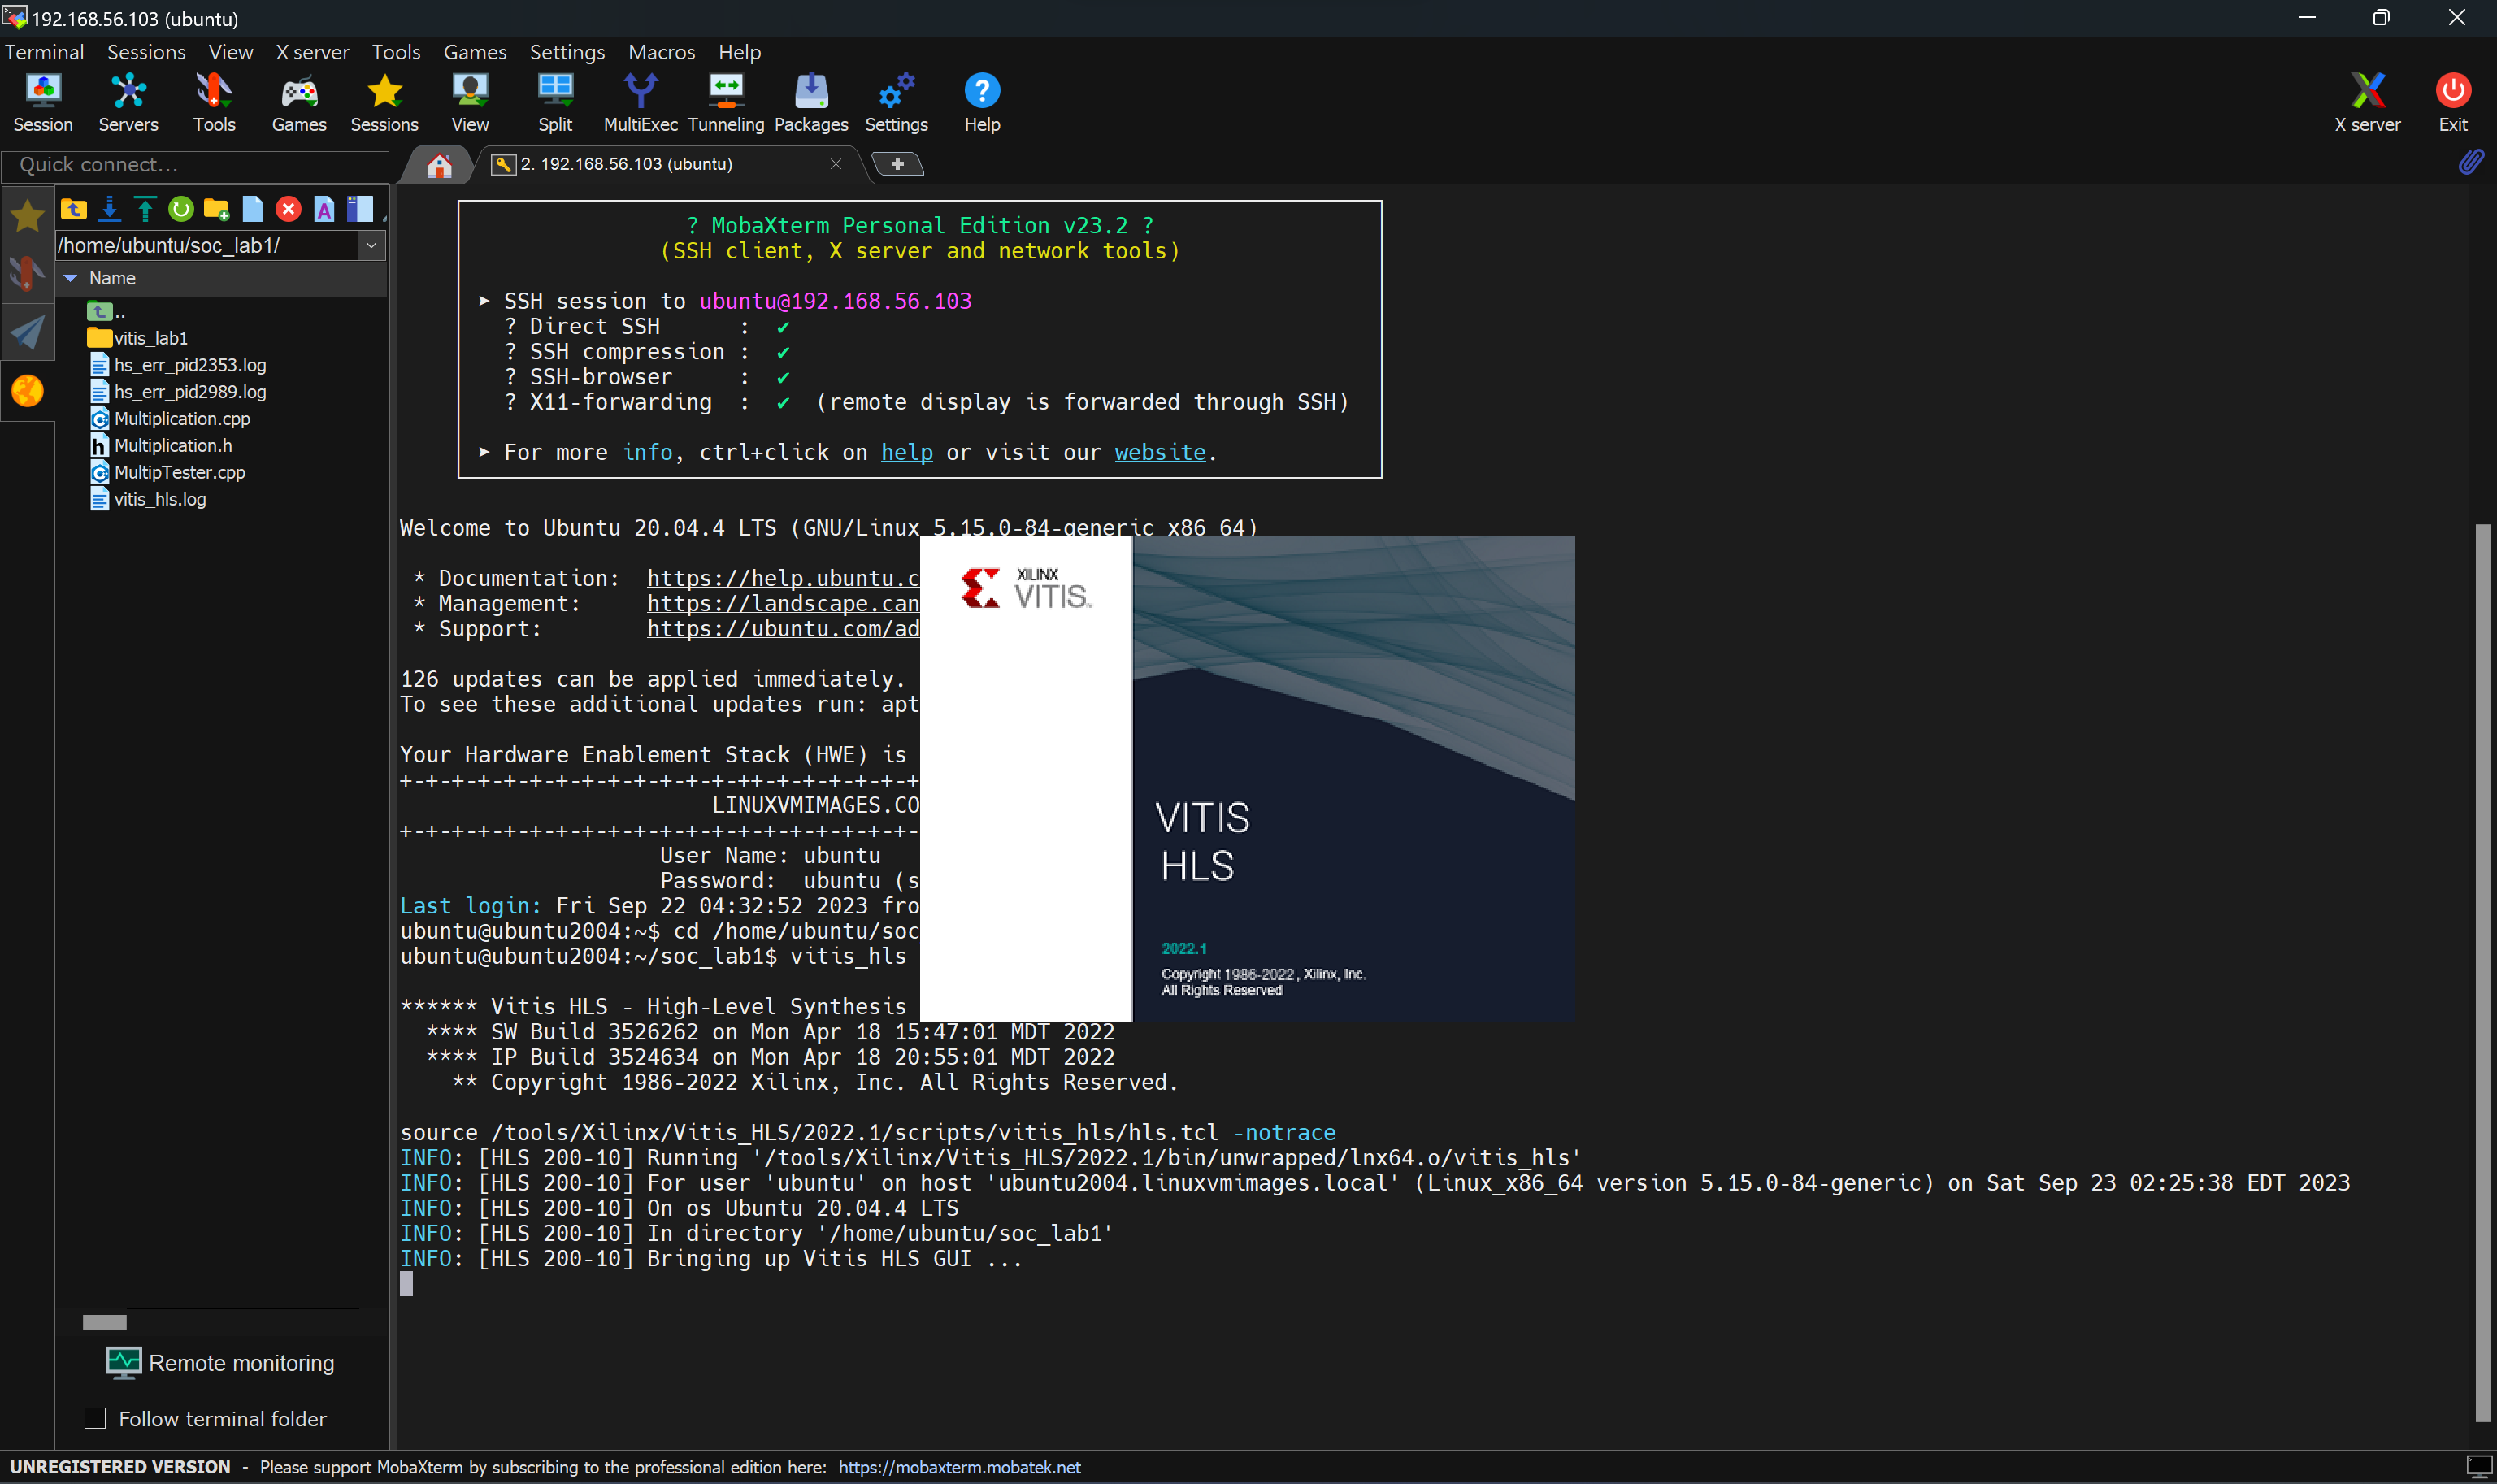 192.168.56.103 (ubuntu)
Terminal Sessions View X server Tools Games Settings Macros Help
Session Servers Tools Games Sessions View Split MultiExec Tunneling Packages Settings Help X server Exit
Quick connect...
2. 192.168.56.103 (ubuntu)
/home/ubuntu/soc_lab1/
Name
..
vitis_lab1
hs_err_pid2353.log
hs_err_pid2989.log
Multiplication.cpp
Multiplication.h
MultipTester.cpp
vitis_hls.log
Remote monitoring
Follow terminal folder
? MobaXterm Personal Edition v23.2 ?
(SSH client, X server and network tools)
➤ SSH session to ubuntu@192.168.56.103
? Direct SSH : ✔
? SSH compression : ✔
? SSH-browser : ✔
? X11-forwarding : ✔ (remote display is forwarded through SSH)
➤ For more info, ctrl+click on help or visit our website.
Welcome to Ubuntu 20.04.4 LTS (GNU/Linux 5.15.0-84-generic x86_64)
* Documentation: https://help.ubuntu.c
* Management: https://landscape.can
* Support: https://ubuntu.com/ad
126 updates can be applied immediately.
To see these additional updates run: apt
Your Hardware Enablement Stack (HWE) is
+-+-+-+-+-+-+-+-+-+-+-+-+-++-+-+-+-+-+-+
LINUXVMIMAGES.CO
+-+-+-+-+-+-+-+-+-+-+-+-+-+-+-+-+-+-+-+-
User Name: ubuntu
Password: ubuntu (s
Last login: Fri Sep 22 04:32:52 2023 fro
ubuntu@ubuntu2004:~$ cd /home/ubuntu/soc
ubuntu@ubuntu2004:~/soc_lab1$ vitis_hls
****** Vitis HLS - High-Level Synthesis
**** SW Build 3526262 on Mon Apr 18 15:47:01 MDT 2022
**** IP Build 3524634 on Mon Apr 18 20:55:01 MDT 2022
** Copyright 1986-2022 Xilinx, Inc. All Rights Reserved.
source /tools/Xilinx/Vitis_HLS/2022.1/scripts/vitis_hls/hls.tcl -notrace
INFO: [HLS 200-10] Running '/tools/Xilinx/Vitis_HLS/2022.1/bin/unwrapped/lnx64.o/vitis_hls'
INFO: [HLS 200-10] For user 'ubuntu' on host 'ubuntu2004.linuxvmimages.local' (Linux_x86_64 version 5.15.0-84-generic) on Sat Sep 23 02:25:38 EDT 2023
INFO: [HLS 200-10] On os Ubuntu 20.04.4 LTS
INFO: [HLS 200-10] In directory '/home/ubuntu/soc_lab1'
INFO: [HLS 200-10] Bringing up Vitis HLS GUI ...
XILINX
VITIS™
VITIS
HLS
2022.1
Copyright 1986-2022 , Xilinx, Inc.
All Rights Reserved
UNREGISTERED VERSION - Please support MobaXterm by subscribing to the professional edition here: https://mobaxterm.mobatek.net